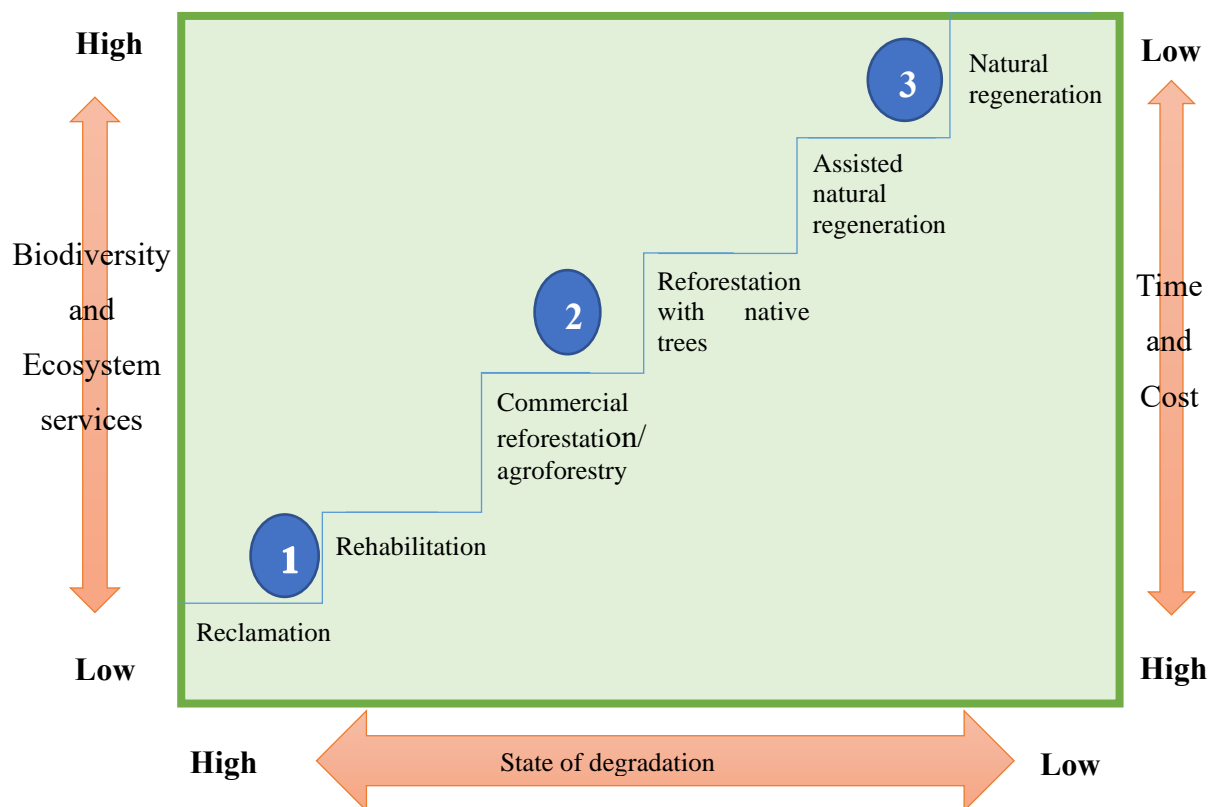 High
Low
Natural
regeneration
3
Assisted
natural
regeneration
Biodiversity
and
Ecosystem
services
Time
and
Cost
2
Reforestation
with native
trees
Commercial
reforestation/
agroforestry
1
Rehabilitation
Reclamation
Low
High
High
State of degradation
Low